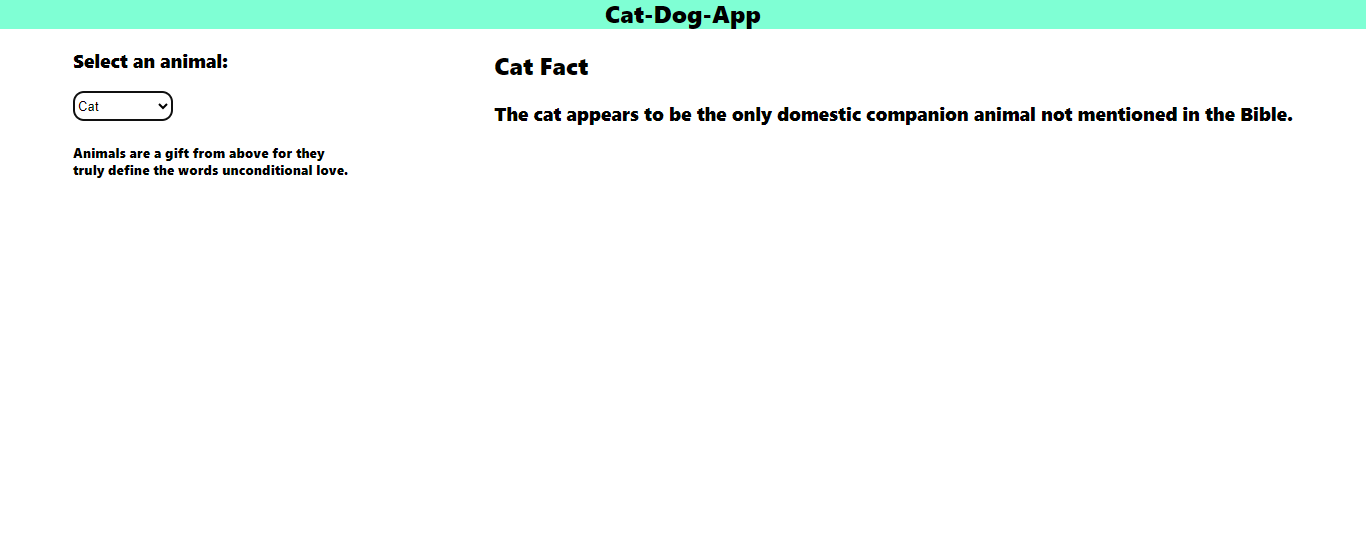 Cat-Dog-App
Select an animal:
Cat
Animals are a gift from above for they
truly define the words unconditional love.
Cat Fact
The cat appears to be the only domestic companion animal not mentioned in the Bible.